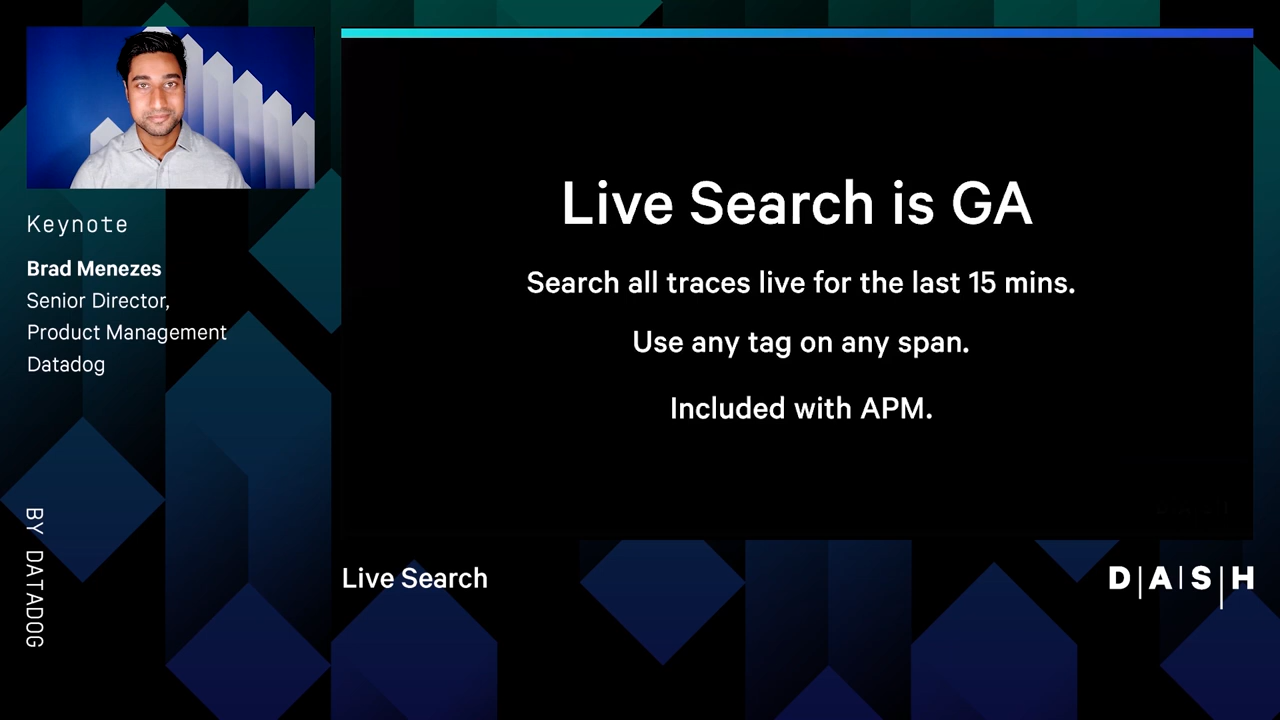 Keynote
Brad Menezes
Senior Director,
Product Management
Datadog
BY DATADOG
Live Search is GA
Search all traces live for the last 15 mins.
Use any tag on any span.
Included with APM.
Live Search
D|A|S|H